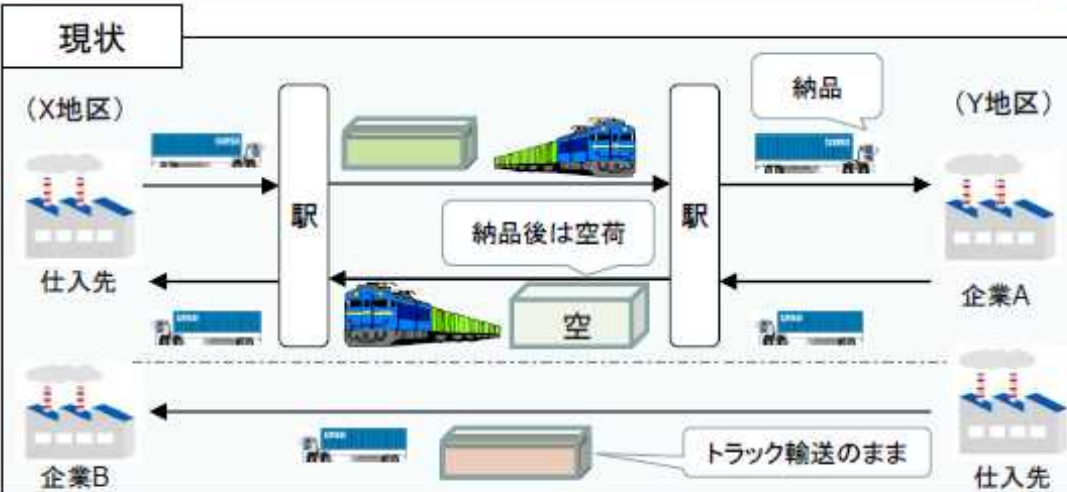 現状
(X地区)
納品
(Y地区)
駅
駅
納品後は空荷
仕入先
企業A
空
トラック輸送のまま
企業B
仕入先